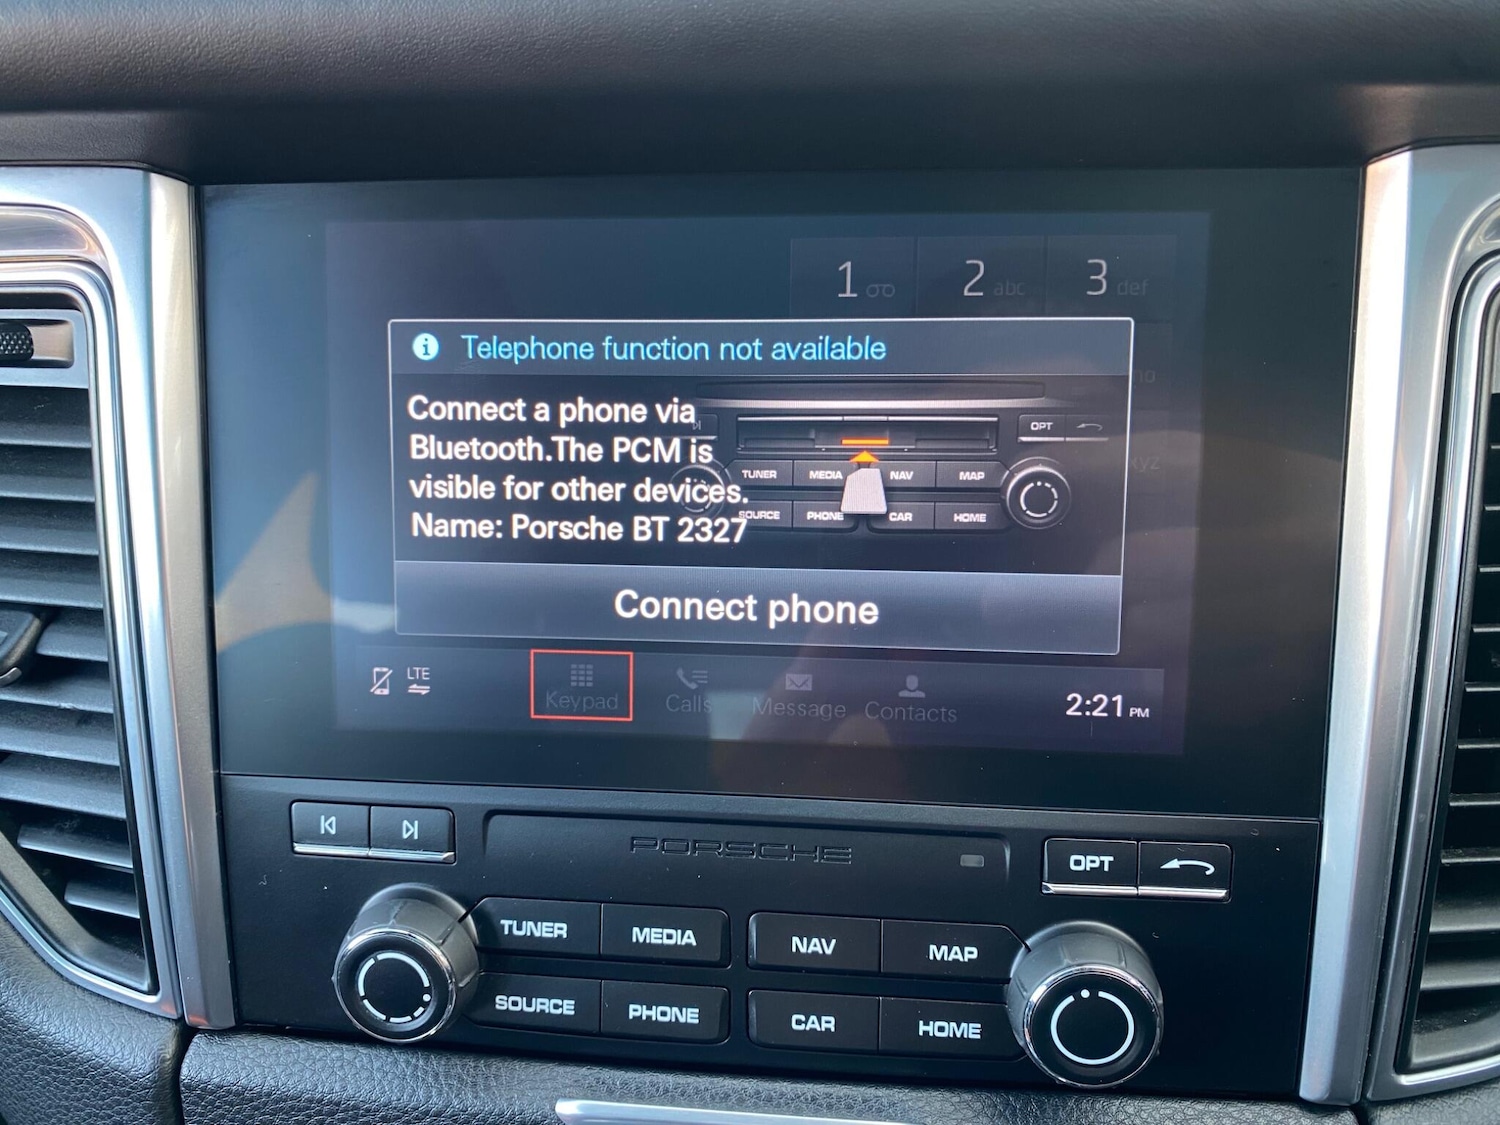 1
2 abc
3 def
Telephone function not available
Connect a phone via
Bluetooth.The PCM is
visible for other devices.
Name: Porsche BT 2327
OPT
TUNER MEDIA NAV MAP
SOURCE PHONE CAR HOME
xyz
Connect phone
LTE
Keypad
Calls
Message
Contacts
2:21 PM
PORSCHE
OPT
TUNER MEDIA NAV MAP
SOURCE PHONE CAR HOME